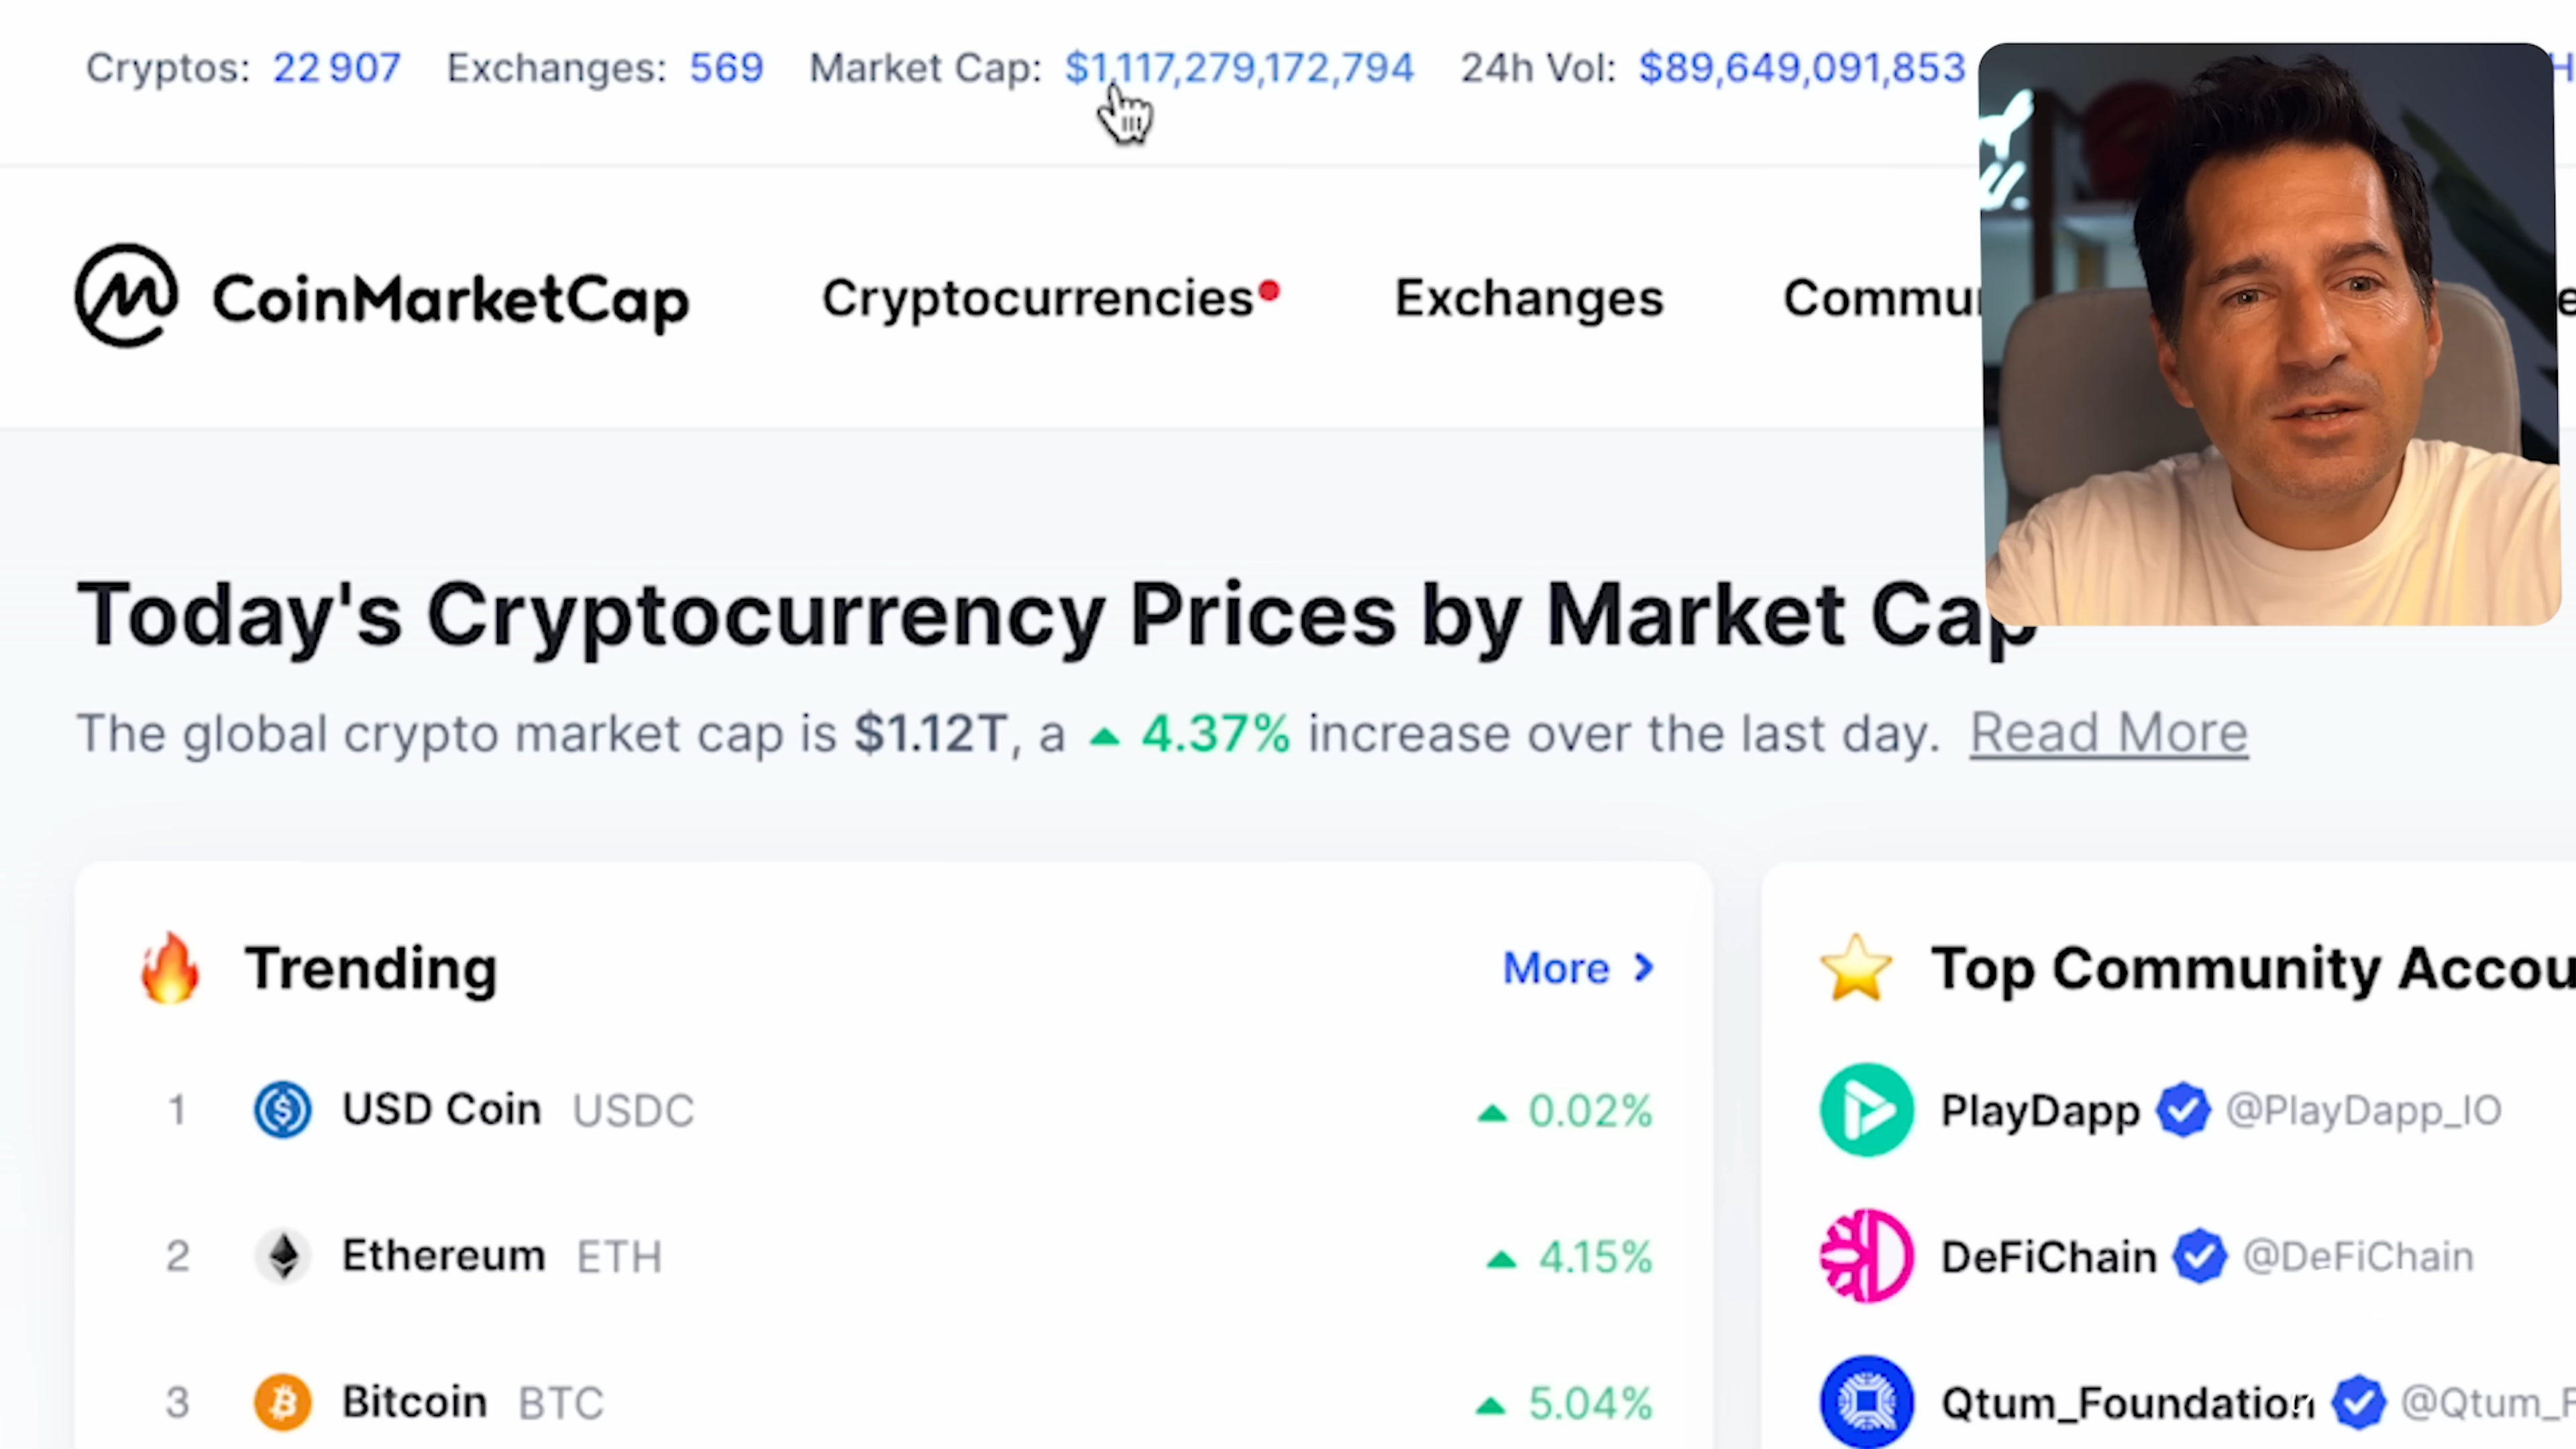 Cryptos: 22 907 Exchanges: 569 Market Cap: $1,117,279,172,794 24h Vol: $89,649,091,853
CoinMarketCap Cryptocurrencies Exchanges
Today's Cryptocurrency Prices by Market Cap
The global crypto market cap is $1.12T, a ▲ 4.37% increase over the last day. Read More
Trending More >
1 USD Coin USDC ▲ 0.02%
2 Ethereum ETH ▲ 4.15%
3 Bitcoin BTC ▲ 5.04%
Top Community
PlayDapp @PlayDapp_IO
DeFiChain @DeFiChain
Qtum_Foundation